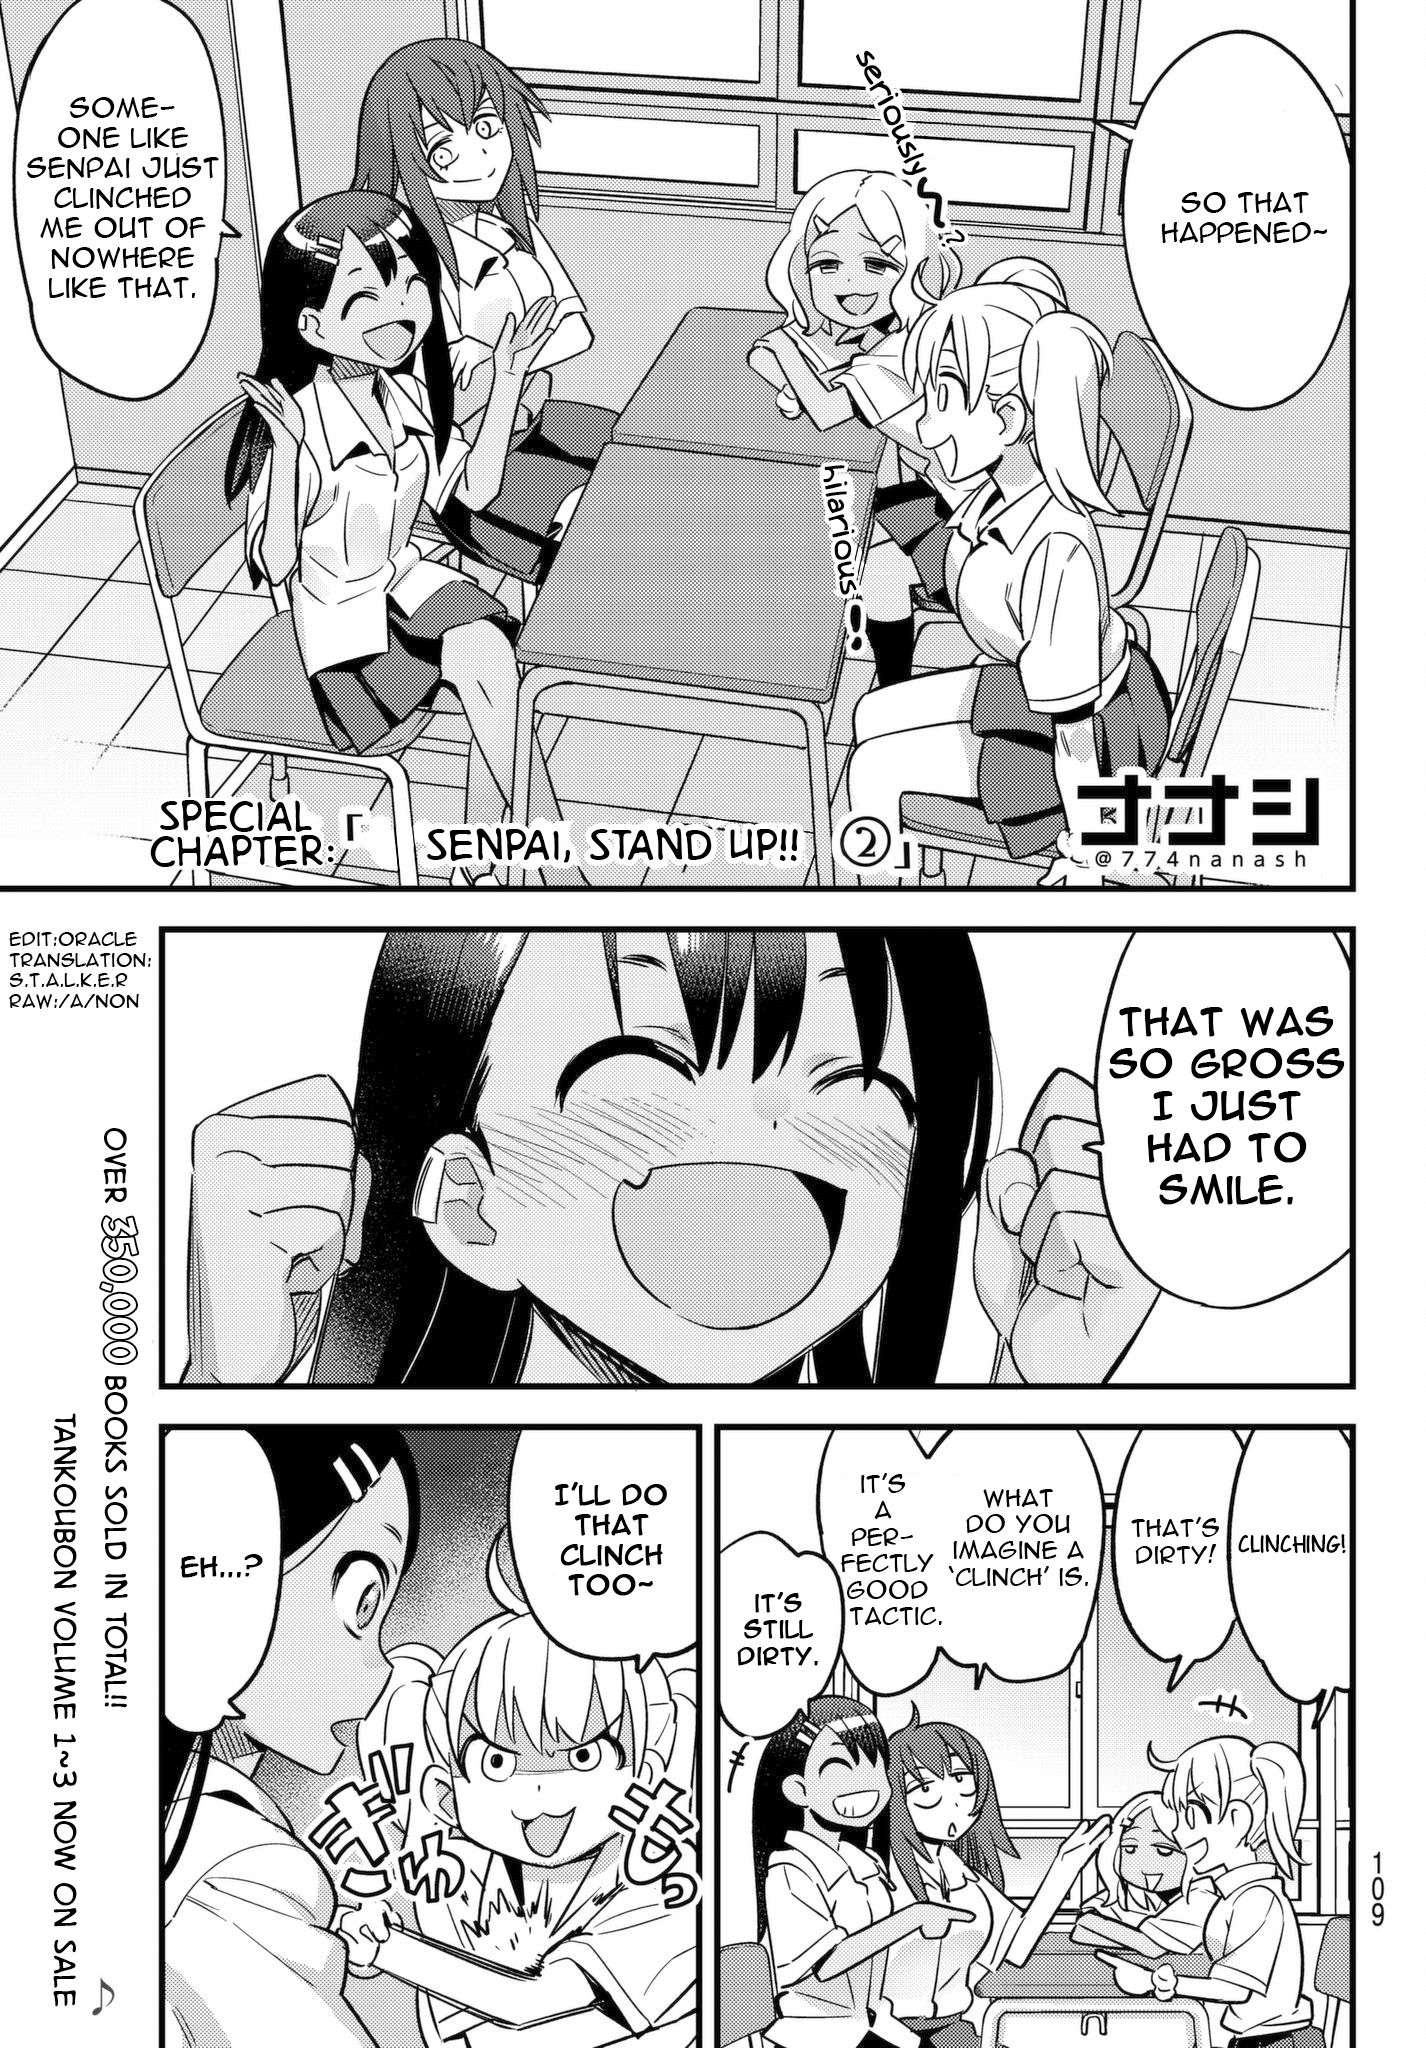 SO THAT
HAPPENED~
seriously~?
SOME-
ONE LIKE
SENPAI JUST
CLINCHED
ME OUT OF
NOWHERE
LIKE THAT.
hilarious!
SPECIAL
CHAPTER:「 SENPAI, STAND UP!! ②」
ナナシ
@774nanash
EDIT:ORACLE
TRANSLATION:
S.T.A.L.K.E.R
RAW:/A/NON
THAT WAS
SO GROSS
I JUST
HAD TO
SMILE.
OVER 350,000 BOOKS SOLD IN TOTAL!!
TANKOUBON VOLUME 1~3 NOW ON SALE ♪
CLINCHING!
THAT'S
DIRTY!
WHAT
DO YOU
IMAGINE A
'CLINCH' IS.
IT'S
A
PER-
FECTLY
GOOD
TACTIC.
IT'S
STILL
DIRTY.
I'LL DO
THAT
CLINCH
TOO~
もっ
ぎゅ
EH...?
109